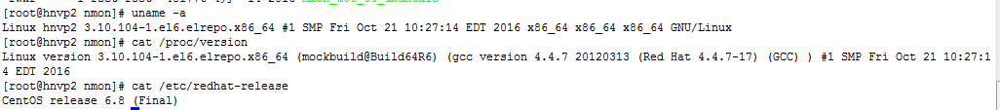 [root@hnvp2 nmon]# uname -a
Linux hnvp2 3.10.104-1.el6.elrepo.x86_64 #1 SMP Fri Oct 21 10:27:14 EDT 2016 x86_64 x86_64 x86_64 GNU/Linux
[root@hnvp2 nmon]# cat /proc/version
Linux version 3.10.104-1.el6.elrepo.x86_64 (mockbuild@Build64R6) (gcc version 4.4.7 20120313 (Red Hat 4.4.7-17) (GCC) ) #1 SMP Fri Oct 21 10:27:1
4 EDT 2016
[root@hnvp2 nmon]# cat /etc/redhat-release
CentOS release 6.8 (Final)